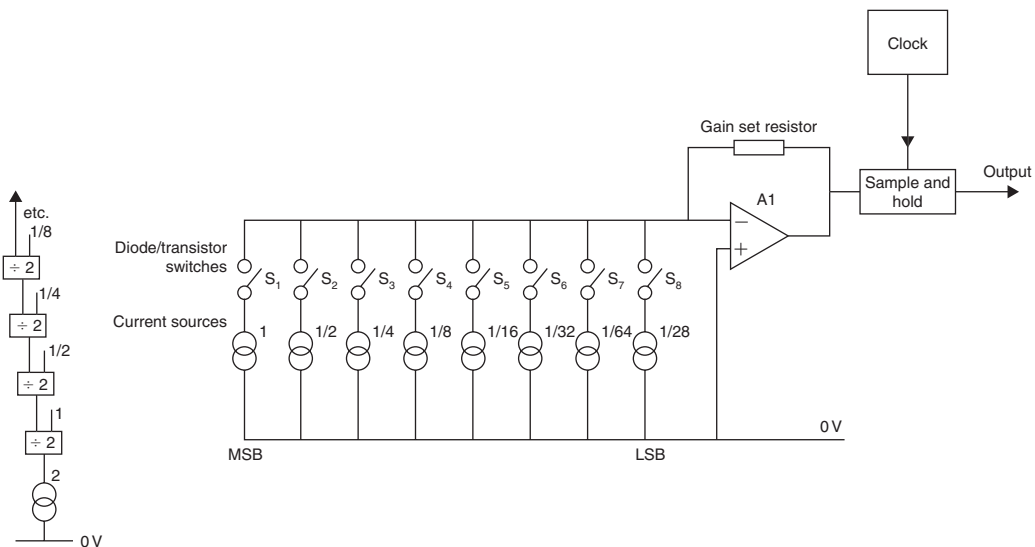 Clock
Gain set resistor
A1
−
+
Sample and
hold
Output
Diode/transistor
switches
S1
S2
S3
S4
S5
S6
S7
S8
Current sources
1
1/2
1/4
1/8
1/16
1/32
1/64
1/28
0 V
MSB
LSB
etc.
1/8
÷ 2
1/4
÷ 2
1/2
÷ 2
1
÷ 2
2
0 V